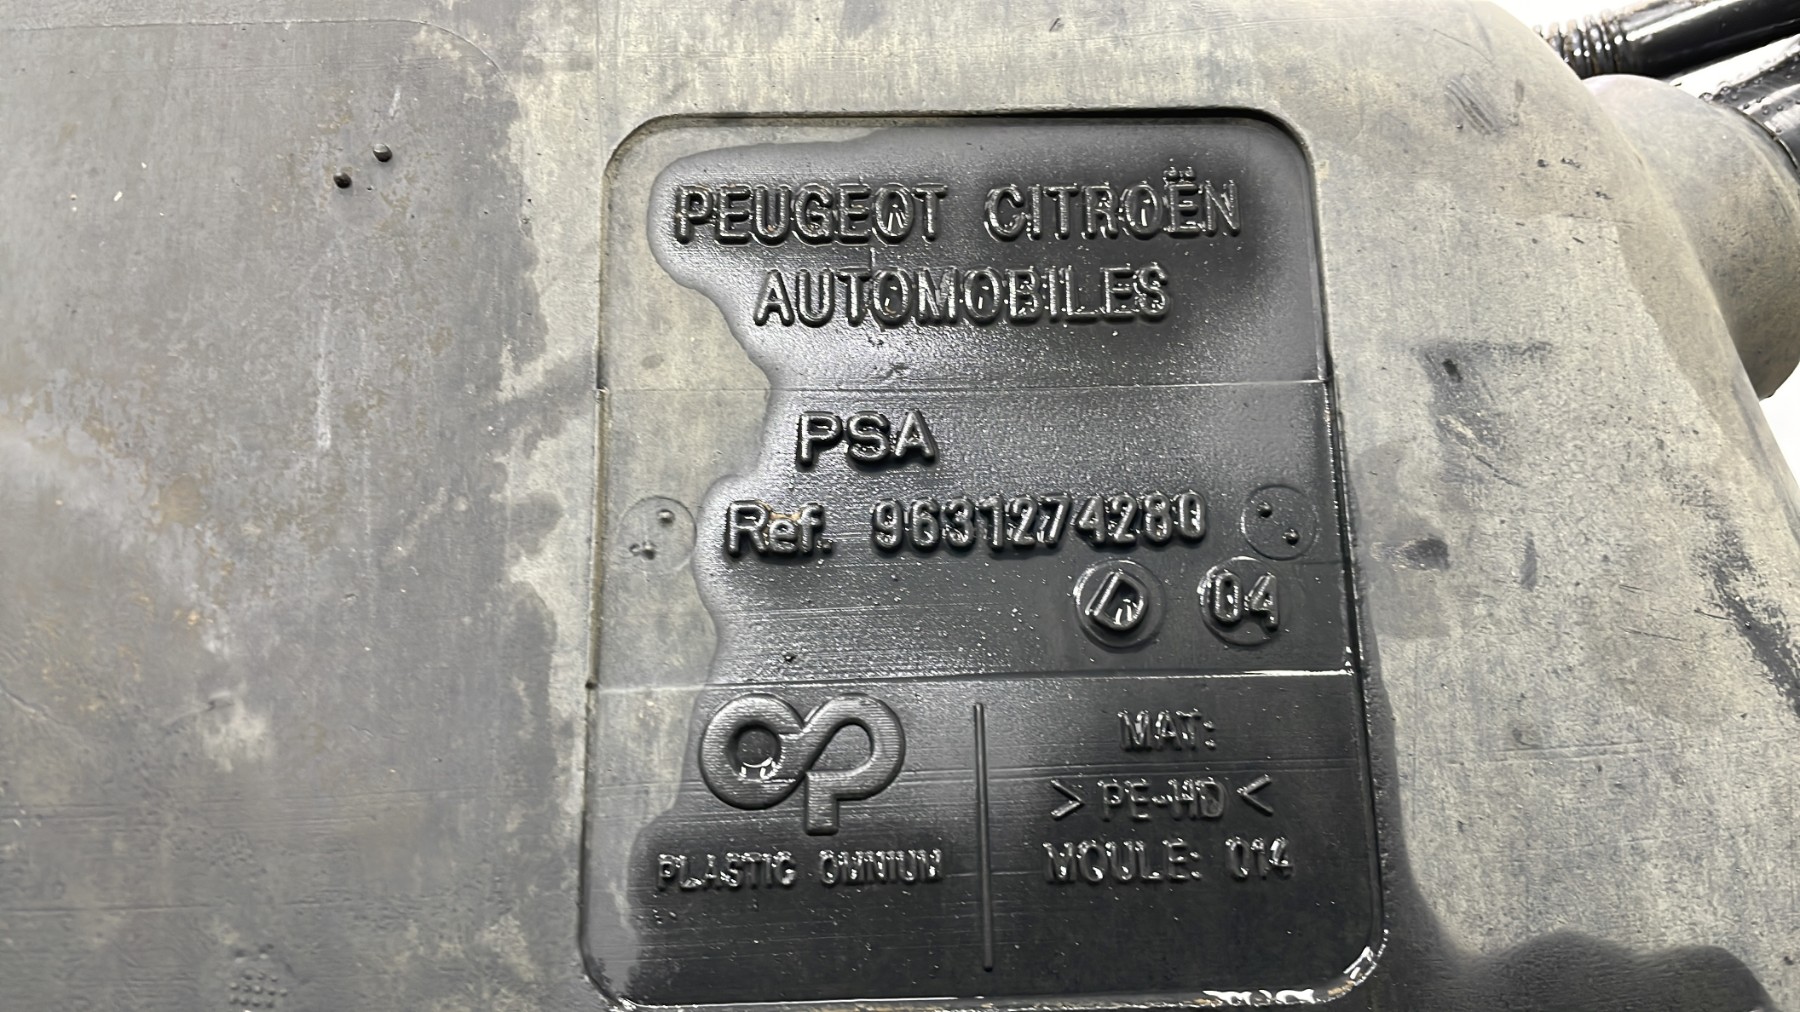 PEUGEOT CITROËN
AUTOMOBILES
PSA
Ref. 9631274280
04
PLASTIC OMNIUM
MAT:
>PE-HD<
MOULE: 014